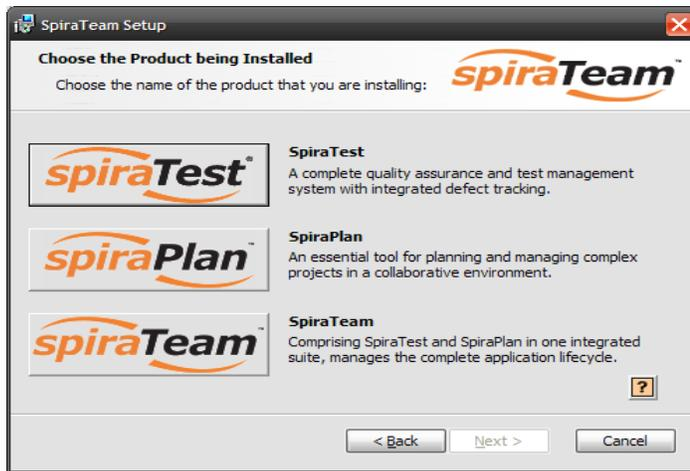 SpiraTeam Setup
Choose the Product being Installed
Choose the name of the product that you are installing:
spiraTeam™
spiraTest®
SpiraTest
A complete quality assurance and test management
system with integrated defect tracking.
spiraPlan™
SpiraPlan
An essential tool for planning and managing complex
projects in a collaborative environment.
spiraTeam™
SpiraTeam
Comprising SpiraTest and SpiraPlan in one integrated
suite, manages the complete application lifecycle.
?
< Back Next > Cancel